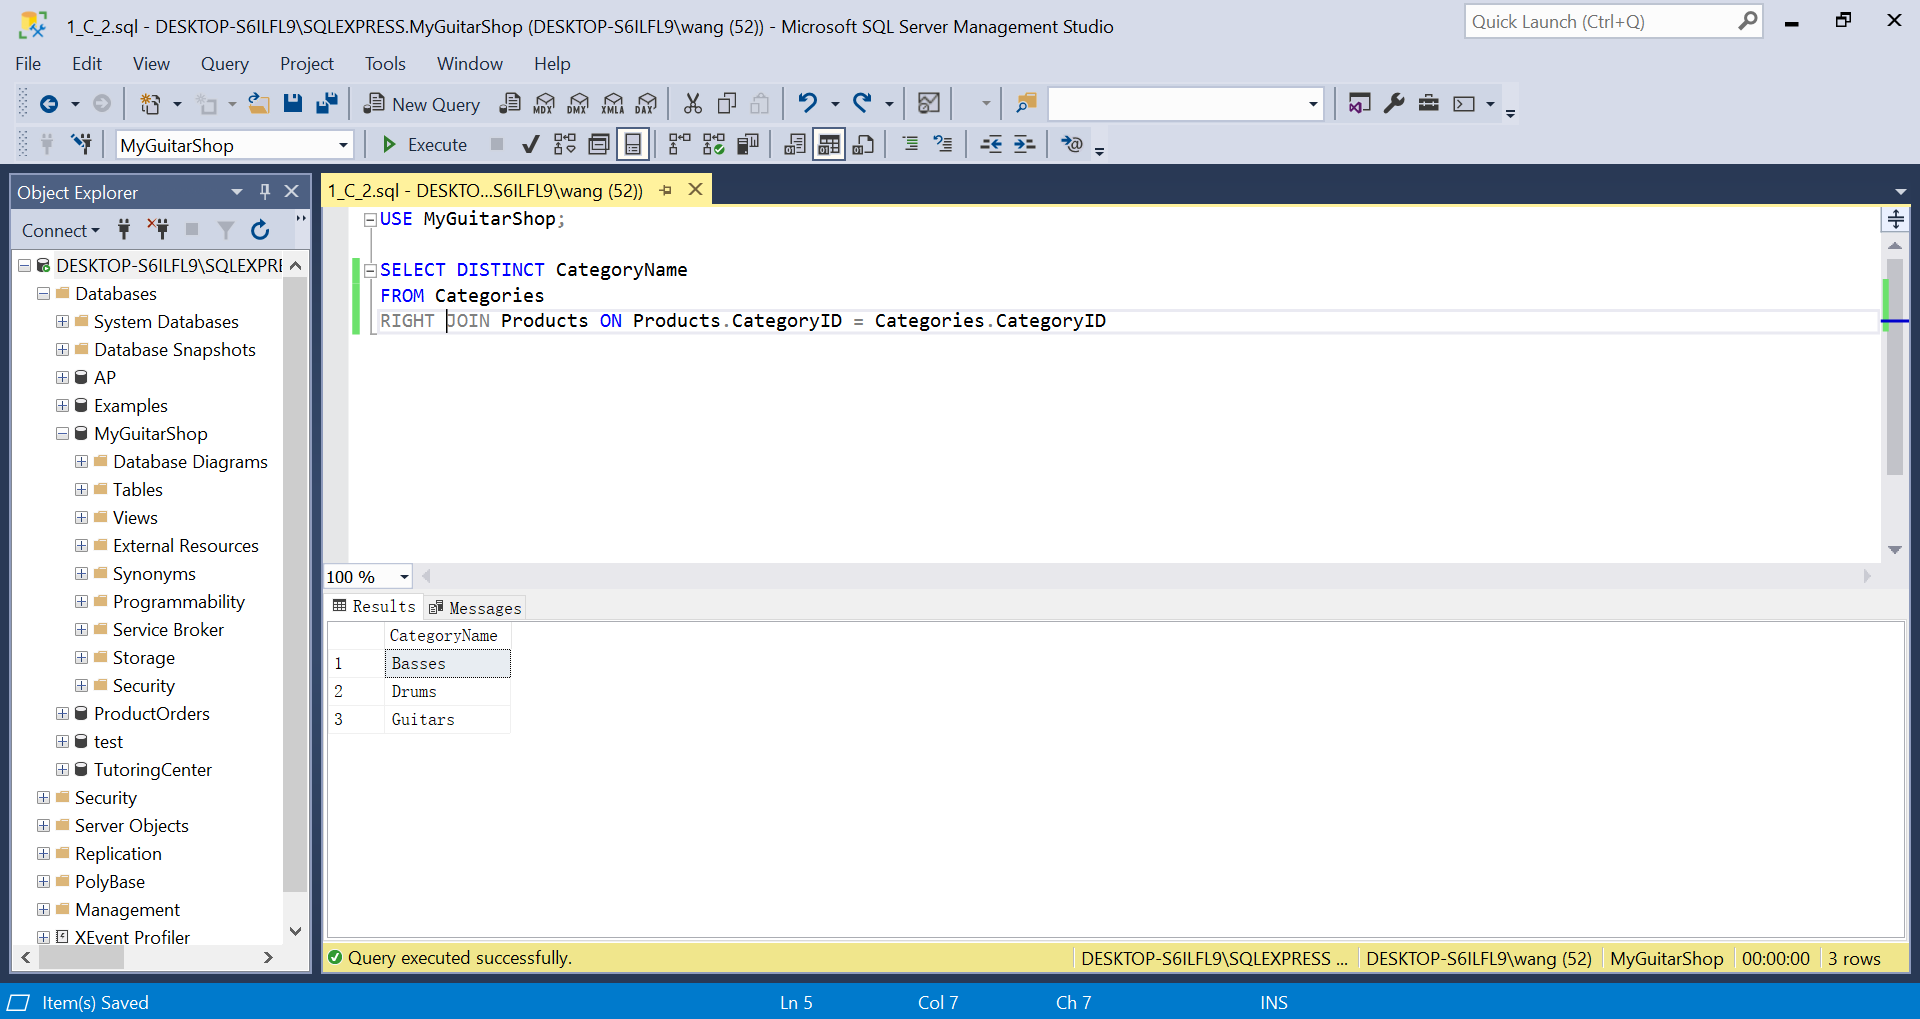 1_C_2.sql - DESKTOP-S6ILFL9\SQLEXPRESS.MyGuitarShop (DESKTOP-S6ILFL9\wang (52)) - Microsoft SQL Server Management Studio
Quick Launch (Ctrl+Q)
File Edit View Query Project Tools Window Help
New Query MDX DMX XMLA DAX
MyGuitarShop Execute
Object Explorer
1_C_2.sql - DESKTO...S6ILFL9\wang (52))
Connect
DESKTOP-S6ILFL9\SQLEXPRE
Databases
System Databases
Database Snapshots
AP
Examples
MyGuitarShop
Database Diagrams
Tables
Views
External Resources
Synonyms
Programmability
Service Broker
Storage
Security
ProductOrders
test
TutoringCenter
Security
Server Objects
Replication
PolyBase
Management
XEvent Profiler
USE MyGuitarShop;
SELECT DISTINCT CategoryName
FROM Categories
RIGHT JOIN Products ON Products.CategoryID = Categories.CategoryID
100 %
Results Messages
CategoryName
1 Basses
2 Drums
3 Guitars
Query executed successfully. DESKTOP-S6ILFL9\SQLEXPRESS ... DESKTOP-S6ILFL9\wang (52) MyGuitarShop 00:00:00 3 rows
Item(s) Saved Ln 5 Col 7 Ch 7 INS